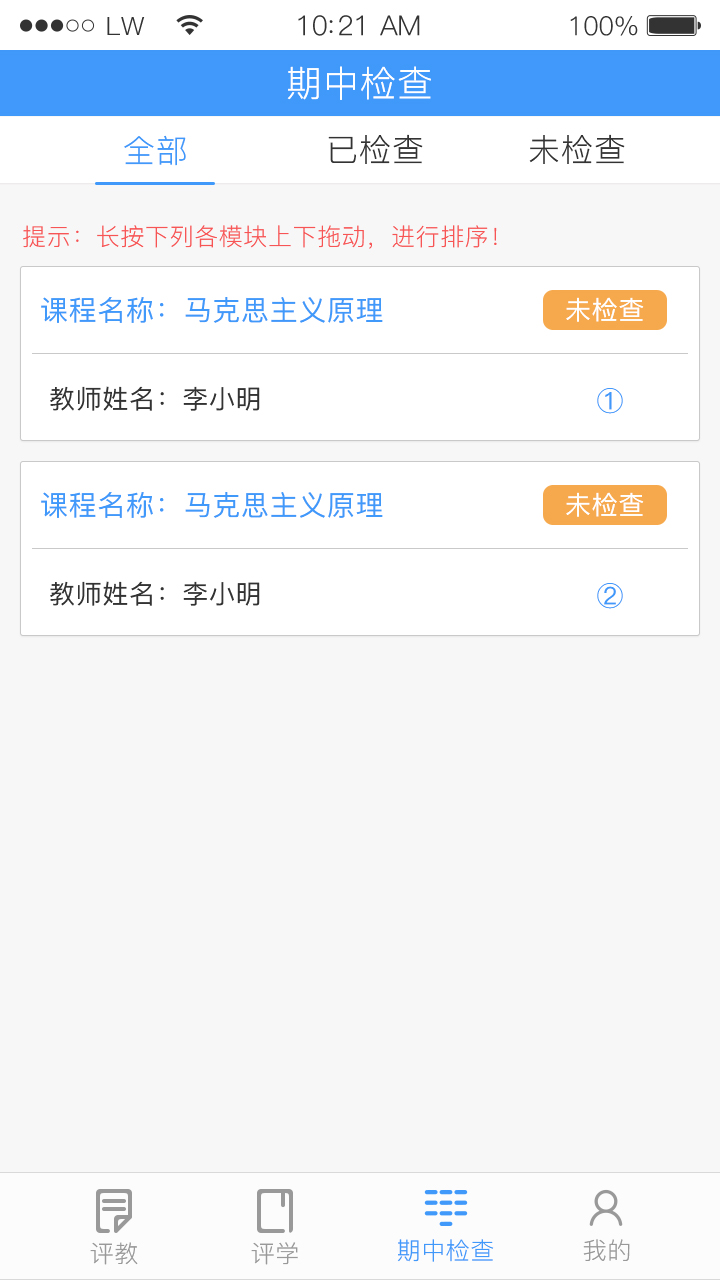 LW 10:21 AM 100%
期中检查
全部 已检查 未检查
提示：长按下列各模块上下拖动，进行排序！
课程名称：马克思主义原理 未检查
教师姓名：李小明 ①
课程名称：马克思主义原理 未检查
教师姓名：李小明 ②
评教 评学 期中检查 我的